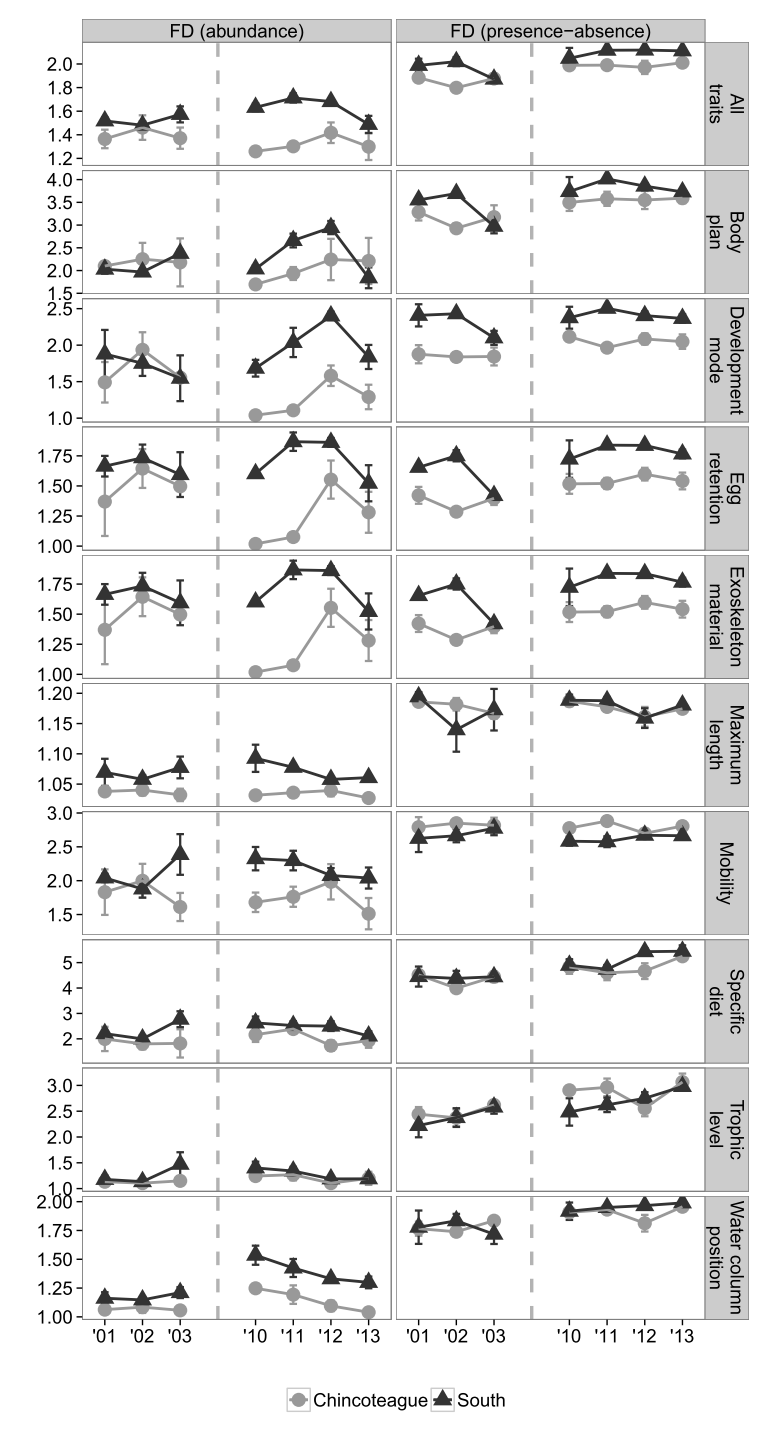 FD (abundance) FD (presence−absence)
2.0
1.8
1.6
1.4
1.2
All
traits
4.0
3.5
3.0
2.5
2.0
1.5
Body
plan
2.5
2.0
1.5
1.0
Development
mode
1.75
1.50
1.25
1.00
Egg
retention
1.75
1.50
1.25
1.00
Exoskeleton
material
1.20
1.15
1.10
1.05
Maximum
length
3.0
2.5
2.0
1.5
Mobility
5
4
3
2
Specific
diet
3.0
2.5
2.0
1.5
1.0
Trophic
level
2.00
1.75
1.50
1.25
1.00
Water column
position
'01 '02 '03 '10 '11 '12 '13 '01 '02 '03 '10 '11 '12 '13
Chincoteague South